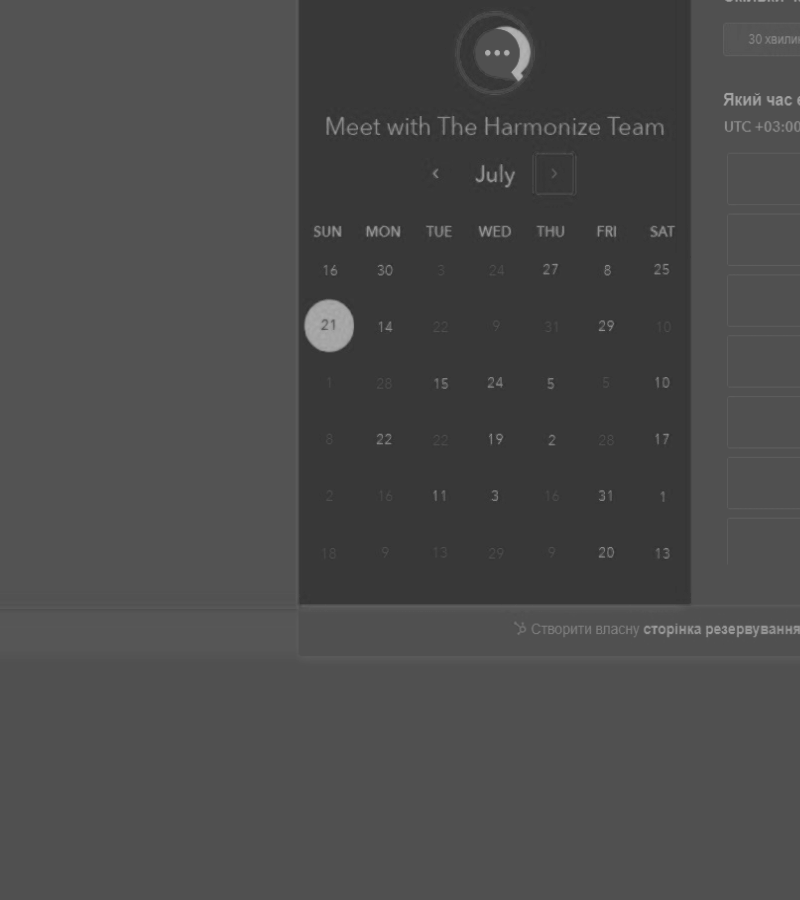 30 хвилин
Який час
UTC +03:00
Meet with The Harmonize Team
July
SUN MON TUE WED THU FRI SAT
16 30 3 24 27 8 25
21 14 22 9 31 29 10
1 28 15 24 5 5 10
8 22 22 19 2 28 17
2 16 11 3 16 31 1
18 9 13 29 9 20 13
Створити власну сторінка резервування